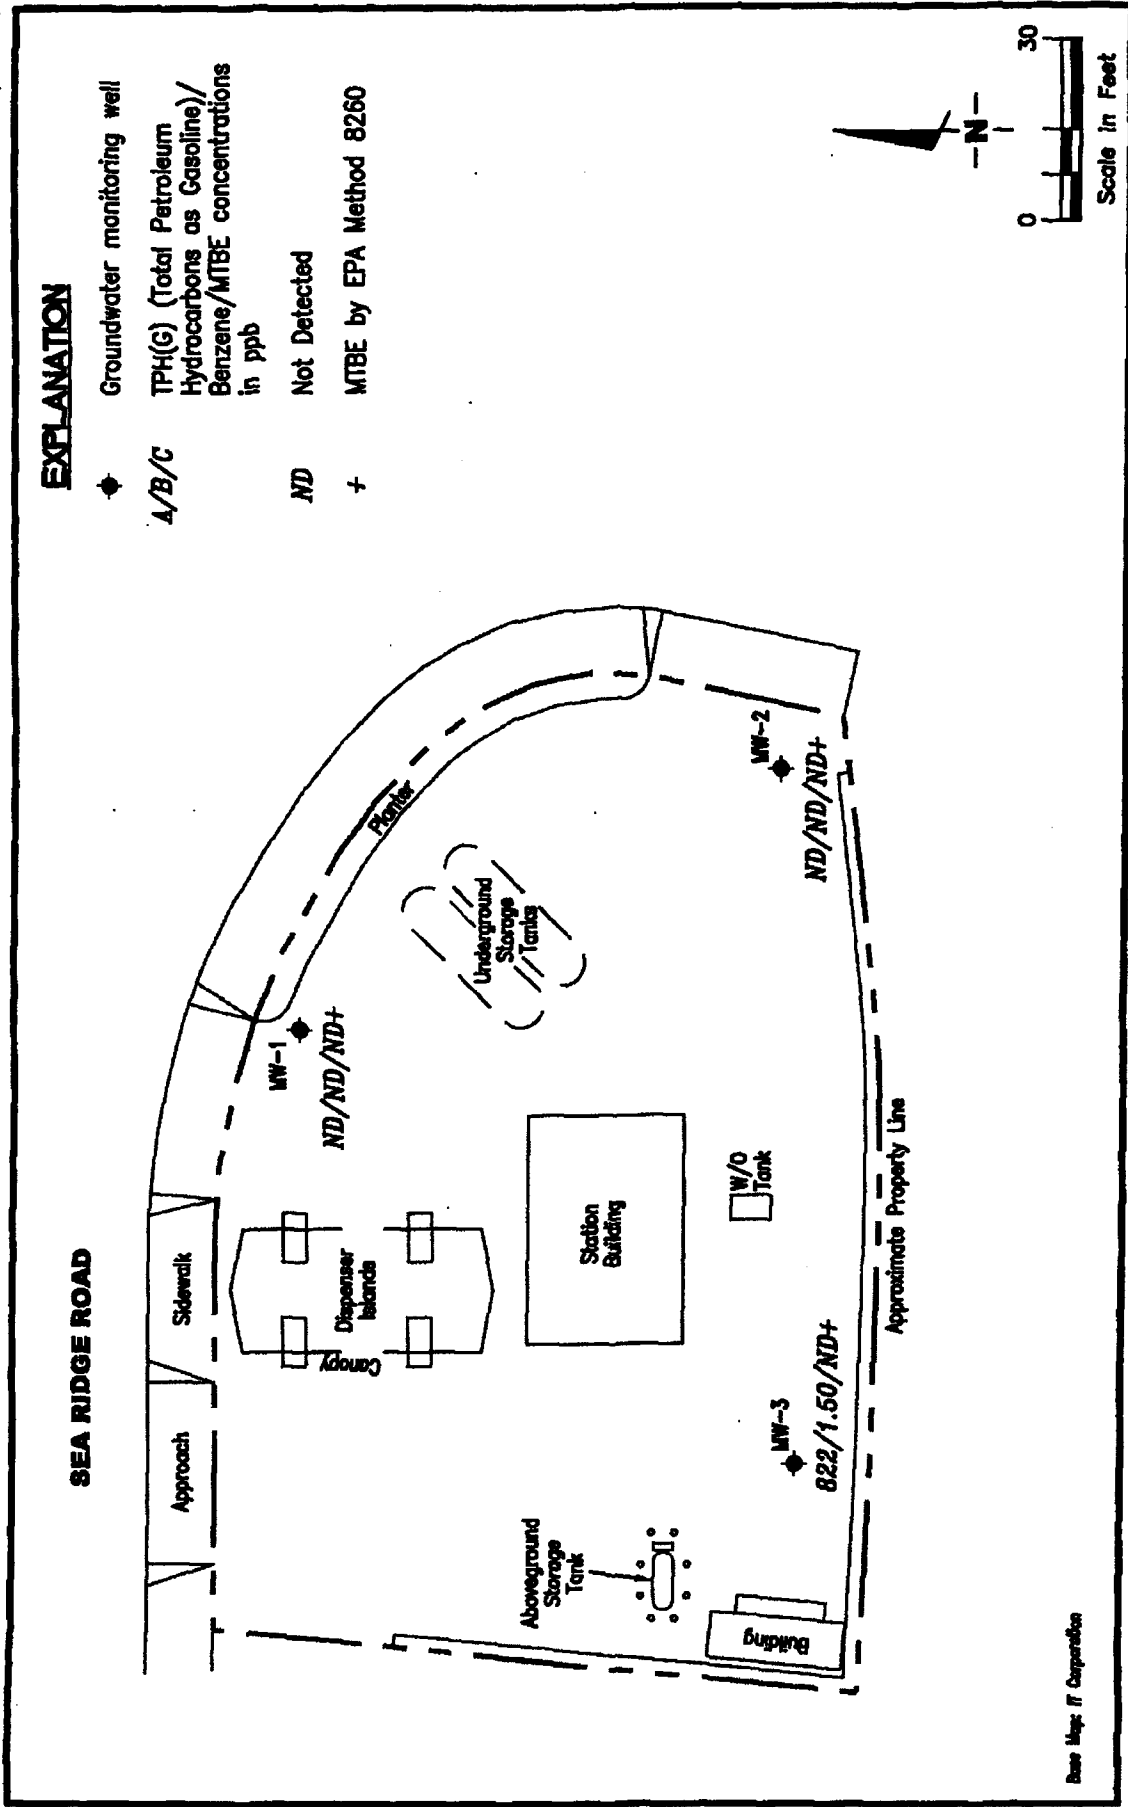 EXPLANATION
Groundwater monitoring well
A/B/C TPH(G) (Total Petroleum
Hydrocarbons as Gasoline)/
Benzene/MTBE concentrations
in ppb
ND Not Detected
+ MTBE by EPA Method 8260
SEA RIDGE ROAD
Approach
Sidewalk
Planter
MW-1
ND/ND/ND+
Canopy
Dispenser
Islands
Underground
Storage
Tanks
Station
Building
Aboveground
Storage
Tank
W/O
Tank
MW-2
ND/ND/ND+
MW-3
822/1.50/ND+
Building
Approximate Property Line
-N-
0 30
Scale in Feet
Base Map: IT Corporation